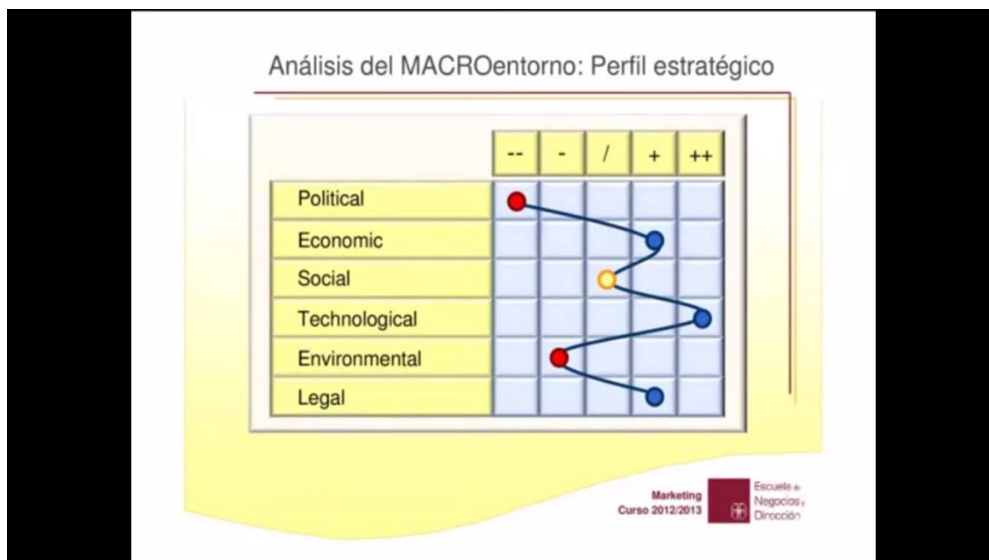 Análisis del MACROentorno: Perfil estratégico
-- - / + ++
Political
Economic
Social
Technological
Environmental
Legal
Marketing
Curso 2012/2013
Escuela de
Negocios y
Dirección